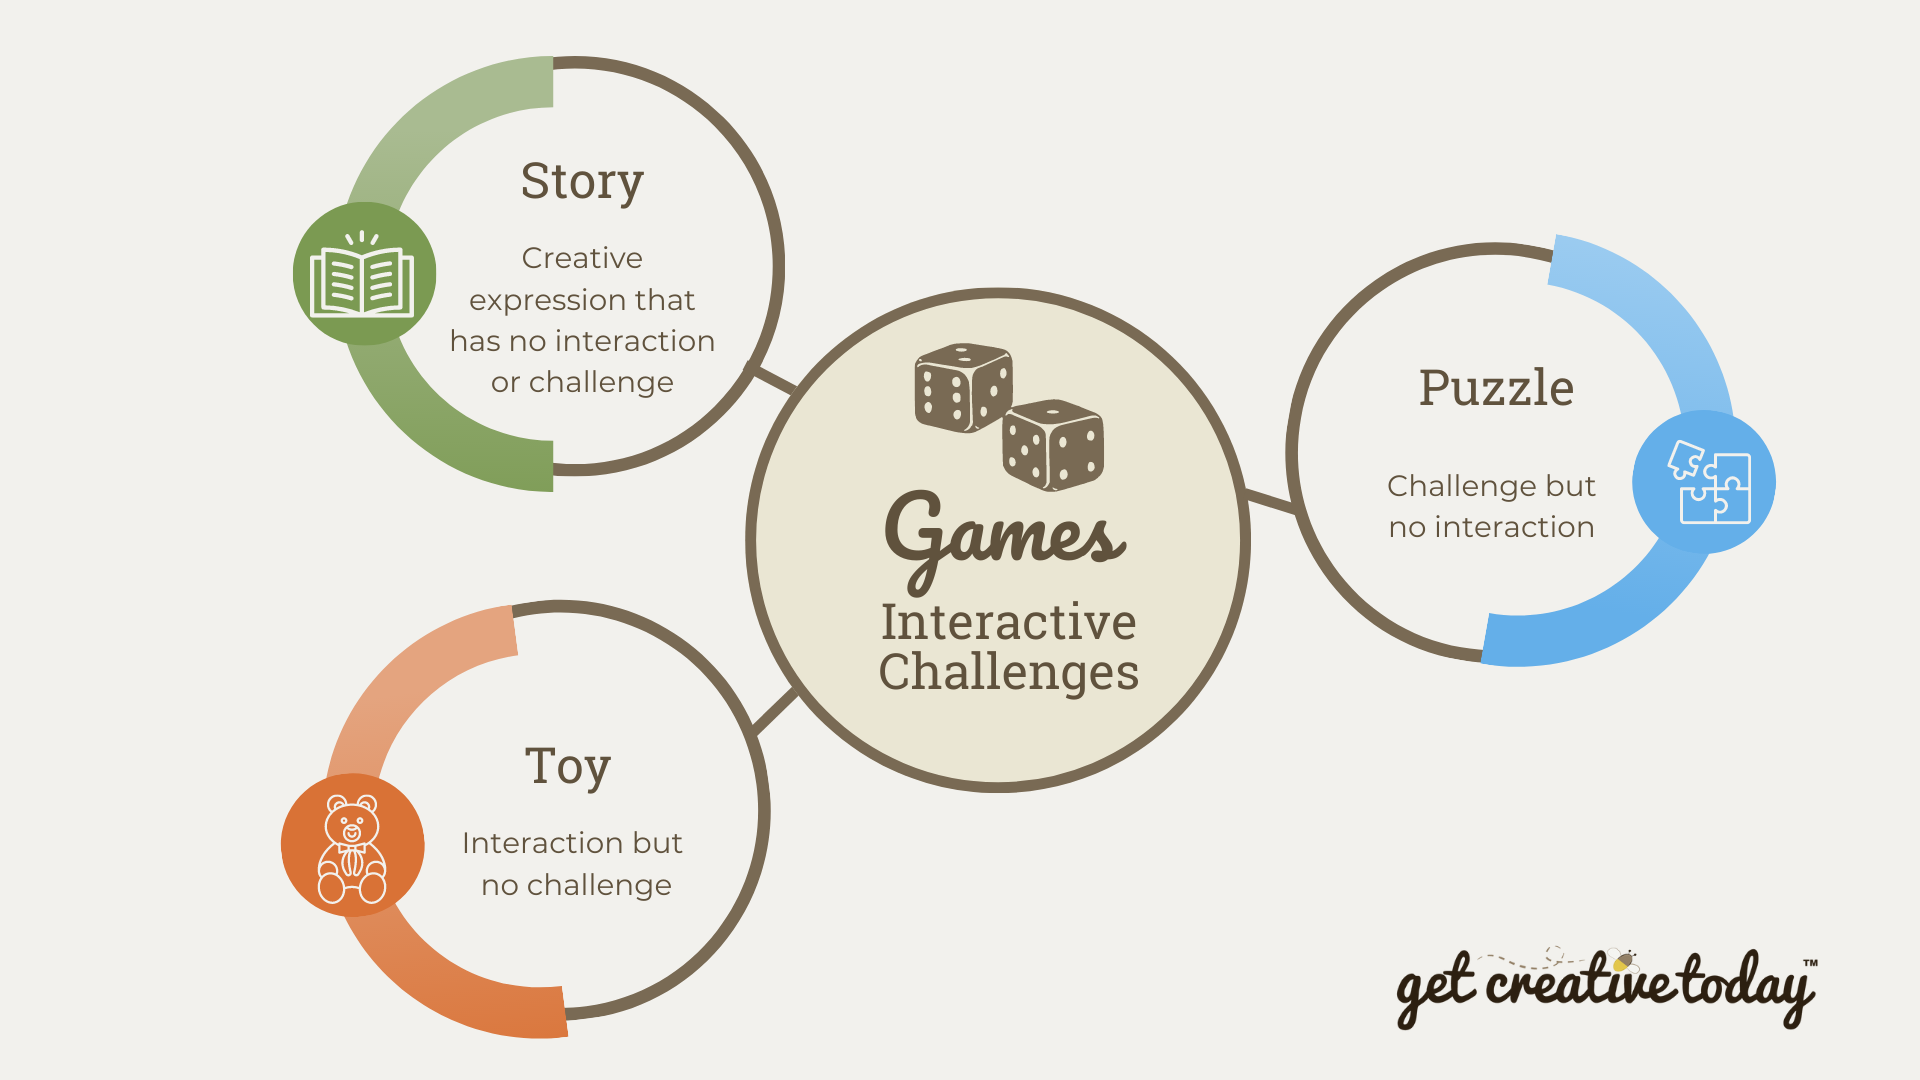 Story
Creative
expression that
has no interaction
or challenge
Games
Interactive
Challenges
Puzzle
Challenge but
no interaction
Toy
Interaction but
no challenge
get creative today™